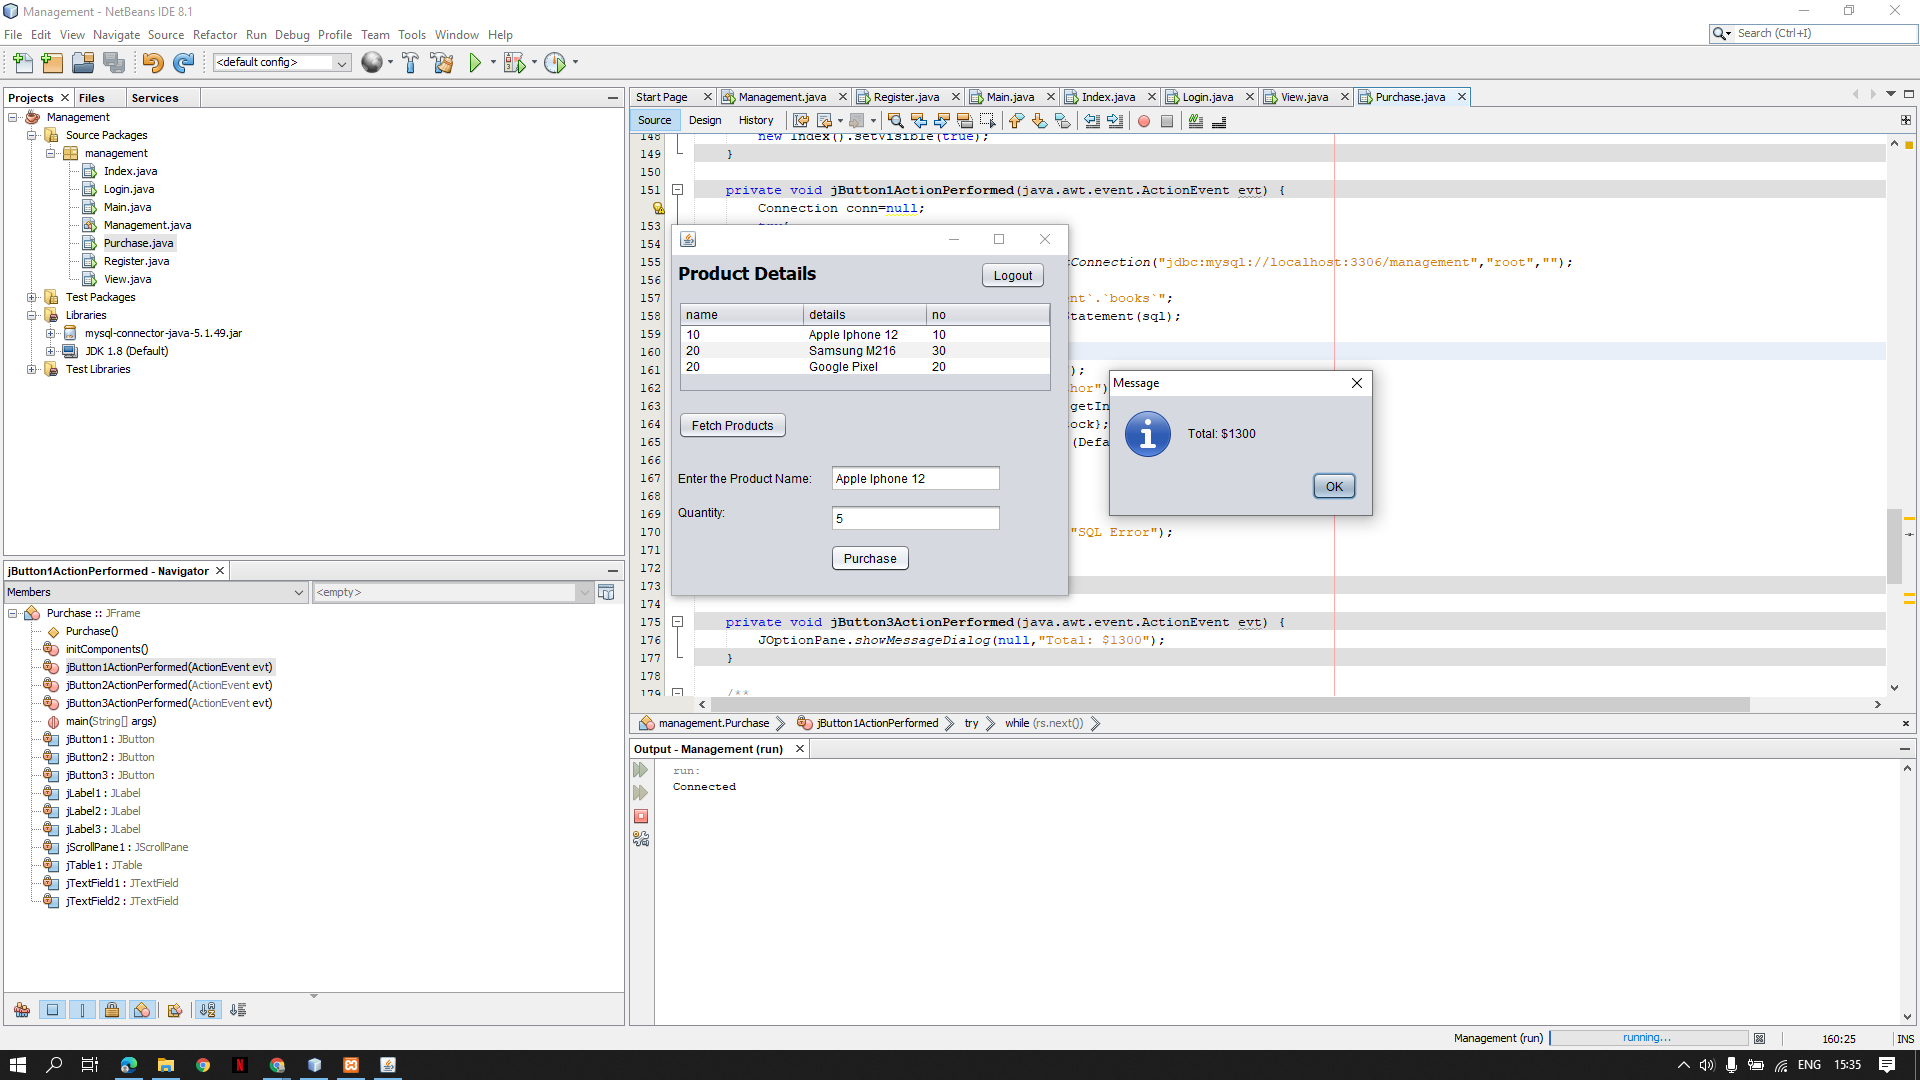 Management - NetBeans IDE 8.1
File Edit View Navigate Source Refactor Run Debug Profile Team Tools Window Help
Search (Ctrl+I)
<default config>
Projects Files Services
Management
Source Packages
management
Index.java
Login.java
Main.java
Management.java
Purchase.java
Register.java
View.java
Test Packages
Libraries
mysql-connector-java-5.1.49.jar
JDK 1.8 (Default)
Test Libraries
jButton1ActionPerformed - Navigator
Members <empty>
Purchase :: JFrame
Purchase()
initComponents()
jButton1ActionPerformed(ActionEvent evt)
jButton2ActionPerformed(ActionEvent evt)
jButton3ActionPerformed(ActionEvent evt)
main(String[] args)
jButton1 : JButton
jButton2 : JButton
jButton3 : JButton
jLabel1 : JLabel
jLabel2 : JLabel
jLabel3 : JLabel
jScrollPane1 : JScrollPane
jTable1 : JTable
jTextField1 : JTextField
jTextField2 : JTextField
Start Page Management.java Register.java Main.java Index.java Login.java View.java Purchase.java
Source Design History
148 new Index().setVisible(true);
149 }
150
151 private void jButton1ActionPerformed(java.awt.event.ActionEvent evt) {
Connection conn=null;
153 try{
154
155 Connection("jdbc:mysql://localhost:3306/management","root","");
156
157 nt`.`books`";
158 Statement(sql);
159
160
161 );
162 hor")
163 getIn
164 ock};
165 (Defa
166
167
168
169
170 "SQL Error");
171
172
173
174
175 private void jButton3ActionPerformed(java.awt.event.ActionEvent evt) {
176 JOptionPane.showMessageDialog(null,"Total: $1300");
177 }
178
179 /**
Product Details
Logout
name details no
10 Apple Iphone 12 10
20 Samsung M216 30
20 Google Pixel 20
Fetch Products
Enter the Product Name: Apple Iphone 12
Quantity: 5
Purchase
Message
Total: $1300
OK
management.Purchase jButton1ActionPerformed try while (rs.next())
Output - Management (run)
run:
Connected
Management (run) running... 160:25 INS
ENG 15:35